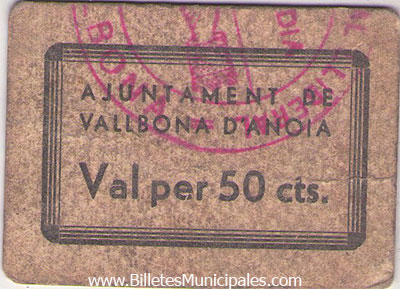 AJUNTAMENT DE
VALLBONA D'ANOIA
Val per 50 cts.
www.BilletesMunicipales.com